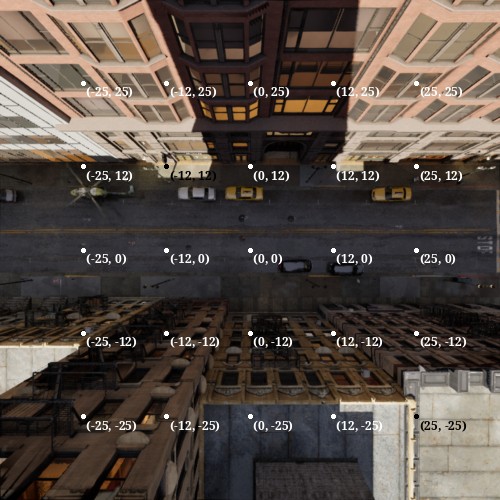 (-25, 25) (-12, 25) (0, 25) (12, 25) (25, 25)
(-25, 12) (-12, 12) (0, 12) (12, 12) (25, 12)
(-25, 0) (-12, 0) (0, 0) (12, 0) (25, 0)
(-25, -12) (-12, -12) (0, -12) (12, -12) (25, -12)
(-25, -25) (-12, -25) (0, -25) (12, -25) (25, -25)